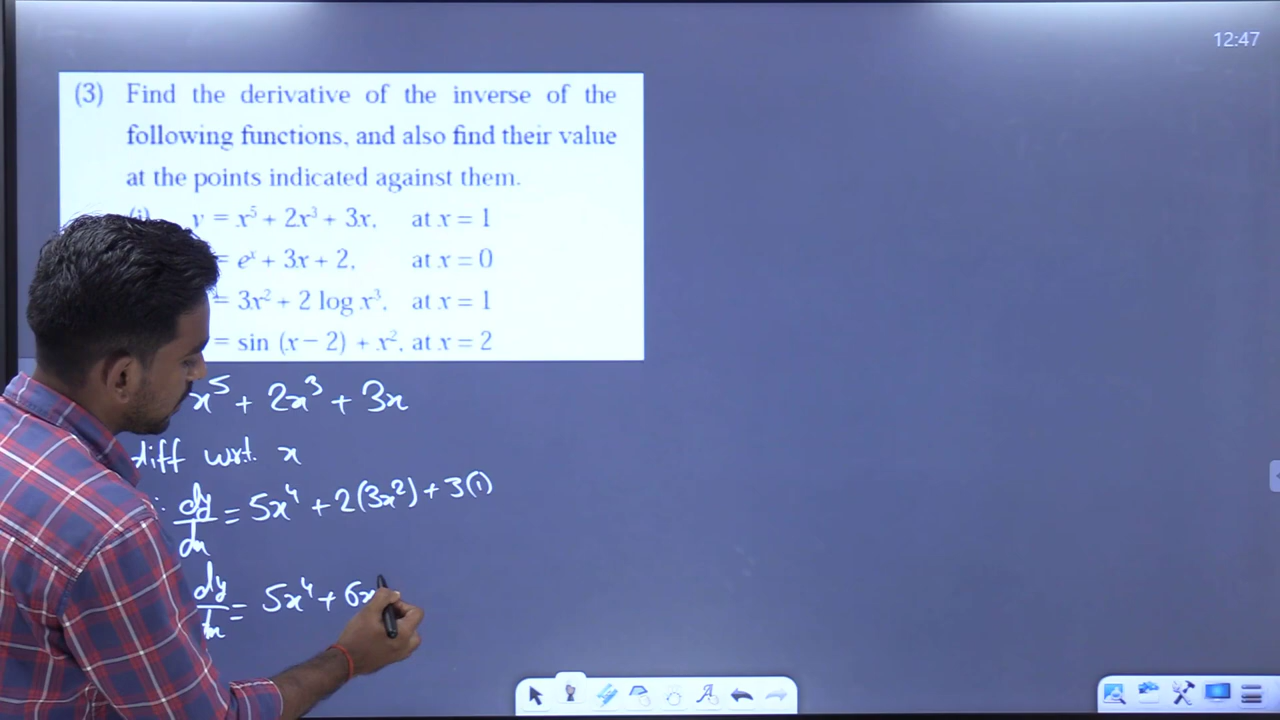 12:47
(3) Find the derivative of the inverse of the
following functions, and also find their value
at the points indicated against them.
(i) y = x⁵ + 2x³ + 3x, at x = 1
= eˣ + 3x + 2, at x = 0
= 3x² + 2 log x³, at x = 1
= sin (x − 2) + x², at x = 2
x⁵ + 2x³ + 3x
diff wrt. x
dy/dx = 5x⁴ + 2(3x²) + 3(1)
dy/dx = 5x⁴ + 6x